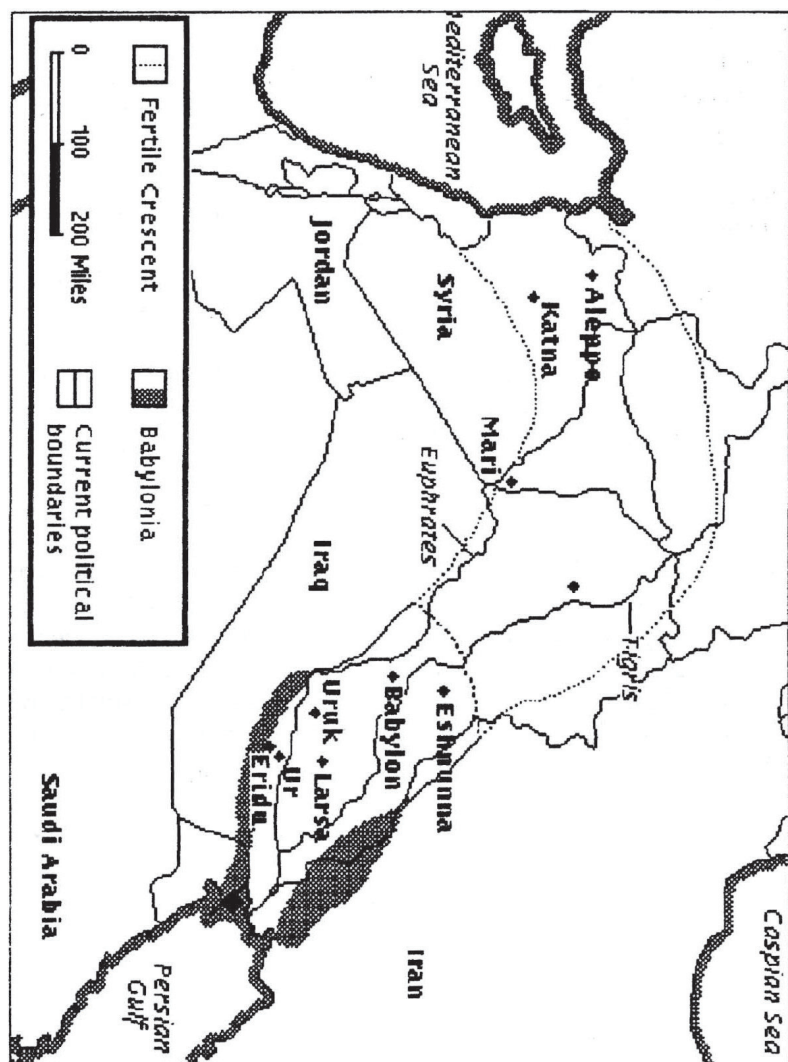 Caspian Sea
Tigris
Aleppo
Katna
Mari
Eshnunna
Mediterranean
Sea
Syria
Euphrates
Babylon
Iran
Jordan
Iraq
Uruk
Larsa
Ur
Eridu
Persian
Gulf
Saudi Arabia
Fertile Crescent
Babylonia
0 100 200 Miles
Current political
boundaries